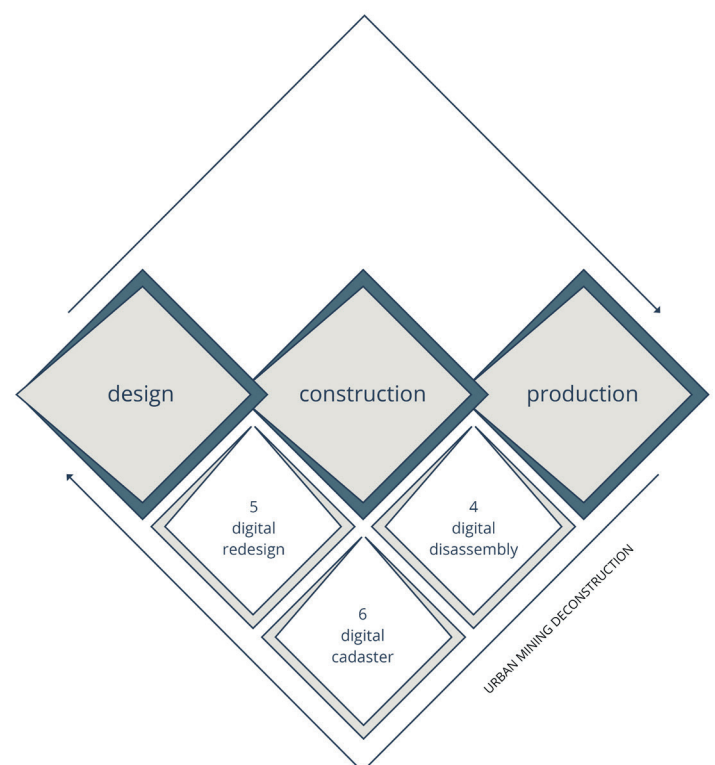 design
construction
production
5
digital
redesign
4
digital
disassembly
6
digital
cadaster
URBAN MINING DECONSTRUCTION